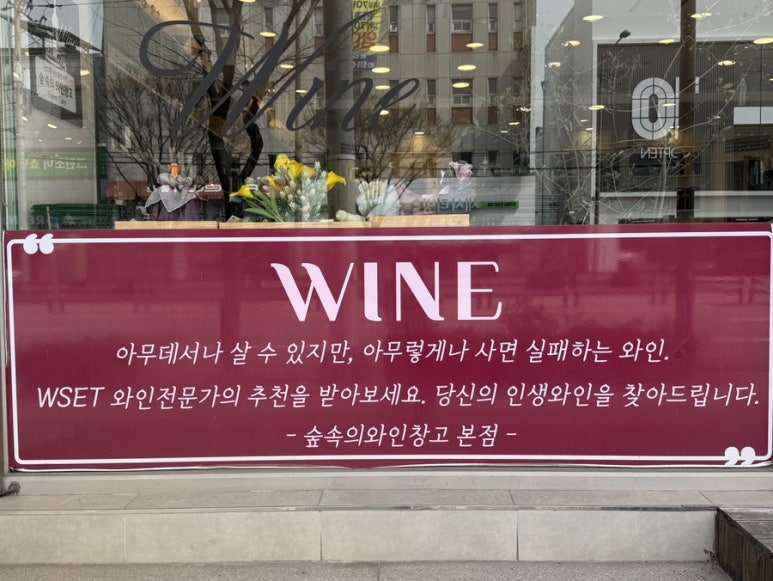 Wine
WINE
아무데서나 살 수 있지만, 아무렇게나 사면 실패하는 와인.
WSET 와인전문가의 추천을 받아보세요. 당신의 인생와인을 찾아드립니다.
- 숲속의와인창고 본점 -